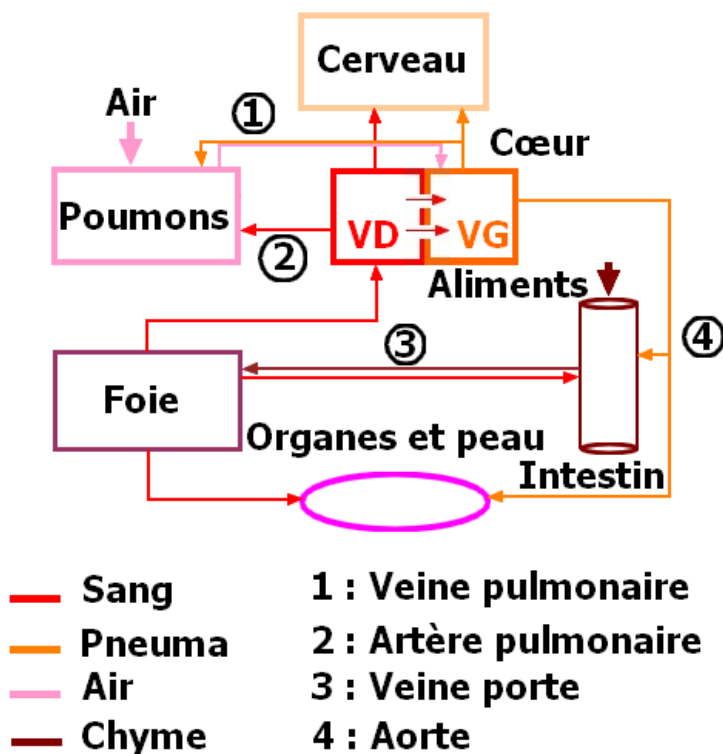 Cerveau
Air
①
Cœur
Poumons
VD
VG
②
Aliments
③
④
Foie
Organes et peau
Intestin
Sang
1 : Veine pulmonaire
Pneuma
2 : Artère pulmonaire
Air
3 : Veine porte
Chyme
4 : Aorte